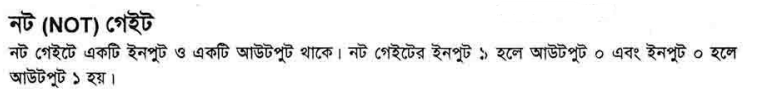 নট (NOT) গেইট
নট গেইটে একটি ইনপুট ও একটি আউটপুট থাকে। নট গেইটের ইনপুট ১ হলে আউটপুট ০ এবং ইনপুট ০ হলে
আউটপুট ১ হয়।